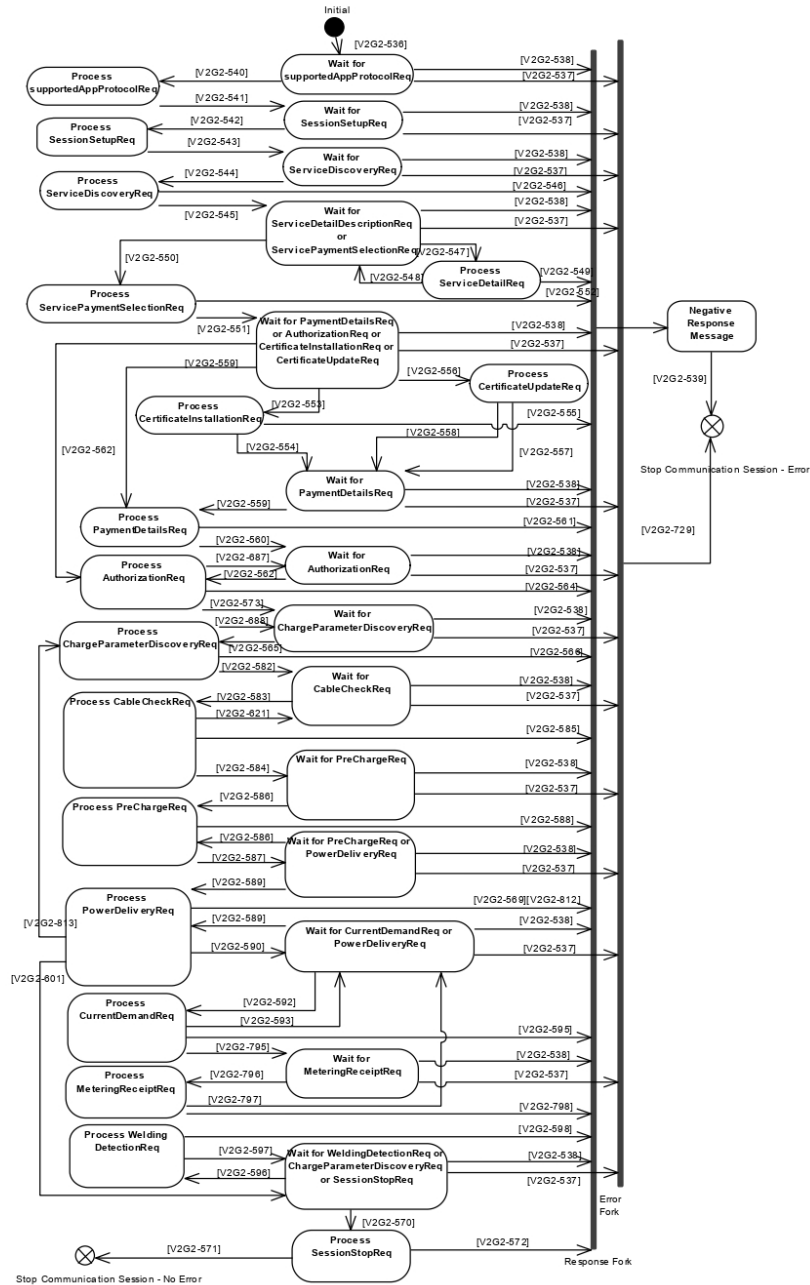 Initial
[V2G2-536]
Wait for
supportedAppProtocolReq
[V2G2-538]
[V2G2-537]
[V2G2-540]
Process
supportedAppProtocolReq
[V2G2-541]
Wait for
SessionSetupReq
[V2G2-538]
[V2G2-537]
[V2G2-542]
Process
SessionSetupReq
[V2G2-543]
Wait for
ServiceDiscoveryReq
[V2G2-538]
[V2G2-537]
[V2G2-544]
Process
ServiceDiscoveryReq
[V2G2-546]
[V2G2-545]
Wait for
ServiceDetailDescriptionReq
or
ServicePaymentSelectionReq
[V2G2-538]
[V2G2-537]
[V2G2-547]
[V2G2-550]
[V2G2-548]
Process
ServiceDetailReq
[V2G2-549]
Process
ServicePaymentSelectionReq
[V2G2-552]
[V2G2-551]
Wait for PaymentDetailsReq
or AuthorizationReq or
CertificateInstallationReq or
CertificateUpdateReq
[V2G2-538]
[V2G2-537]
Negative
Response
Message
[V2G2-539]
Stop Communication Session - Error
[V2G2-559]
[V2G2-556]
Process
CertificateUpdateReq
[V2G2-553]
Process
CertificateInstallationReq
[V2G2-555]
[V2G2-562]
[V2G2-554]
[V2G2-558]
[V2G2-557]
Wait for
PaymentDetailsReq
[V2G2-538]
[V2G2-537]
[V2G2-559]
Process
PaymentDetailsReq
[V2G2-561]
[V2G2-729]
[V2G2-560]
Wait for
AuthorizationReq
[V2G2-538]
[V2G2-537]
Process
AuthorizationReq
[V2G2-687]
[V2G2-562]
[V2G2-564]
[V2G2-573]
[V2G2-688]
Wait for
ChargeParameterDiscoveryReq
[V2G2-538]
[V2G2-537]
Process
ChargeParameterDiscoveryReq
[V2G2-565]
[V2G2-566]
[V2G2-582]
Wait for
CableCheckReq
[V2G2-538]
[V2G2-537]
Process CableCheckReq
[V2G2-583]
[V2G2-621]
[V2G2-585]
[V2G2-584]
Wait for PreChargeReq
[V2G2-538]
[V2G2-537]
[V2G2-586]
Process PreChargeReq
[V2G2-588]
[V2G2-586]
[V2G2-587]
Wait for PreChargeReq or
PowerDeliveryReq
[V2G2-538]
[V2G2-537]
[V2G2-589]
Process
PowerDeliveryReq
[V2G2-569][V2G2-812]
[V2G2-813]
[V2G2-589]
[V2G2-590]
Wait for CurrentDemandReq or
PowerDeliveryReq
[V2G2-538]
[V2G2-537]
[V2G2-601]
Process
CurrentDemandReq
[V2G2-592]
[V2G2-593]
[V2G2-595]
[V2G2-795]
Wait for
MeteringReceiptReq
[V2G2-538]
[V2G2-537]
Process
MeteringReceiptReq
[V2G2-796]
[V2G2-797]
[V2G2-798]
Process Welding
DetectionReq
[V2G2-598]
[V2G2-597]
[V2G2-596]
Wait for WeldingDetectionReq or
ChargeParameterDiscoveryReq
or SessionStopReq
[V2G2-538]
[V2G2-537]
Error
Fork
[V2G2-570]
Process
SessionStopReq
[V2G2-571]
[V2G2-572]
Response Fork
Stop Communication Session - No Error